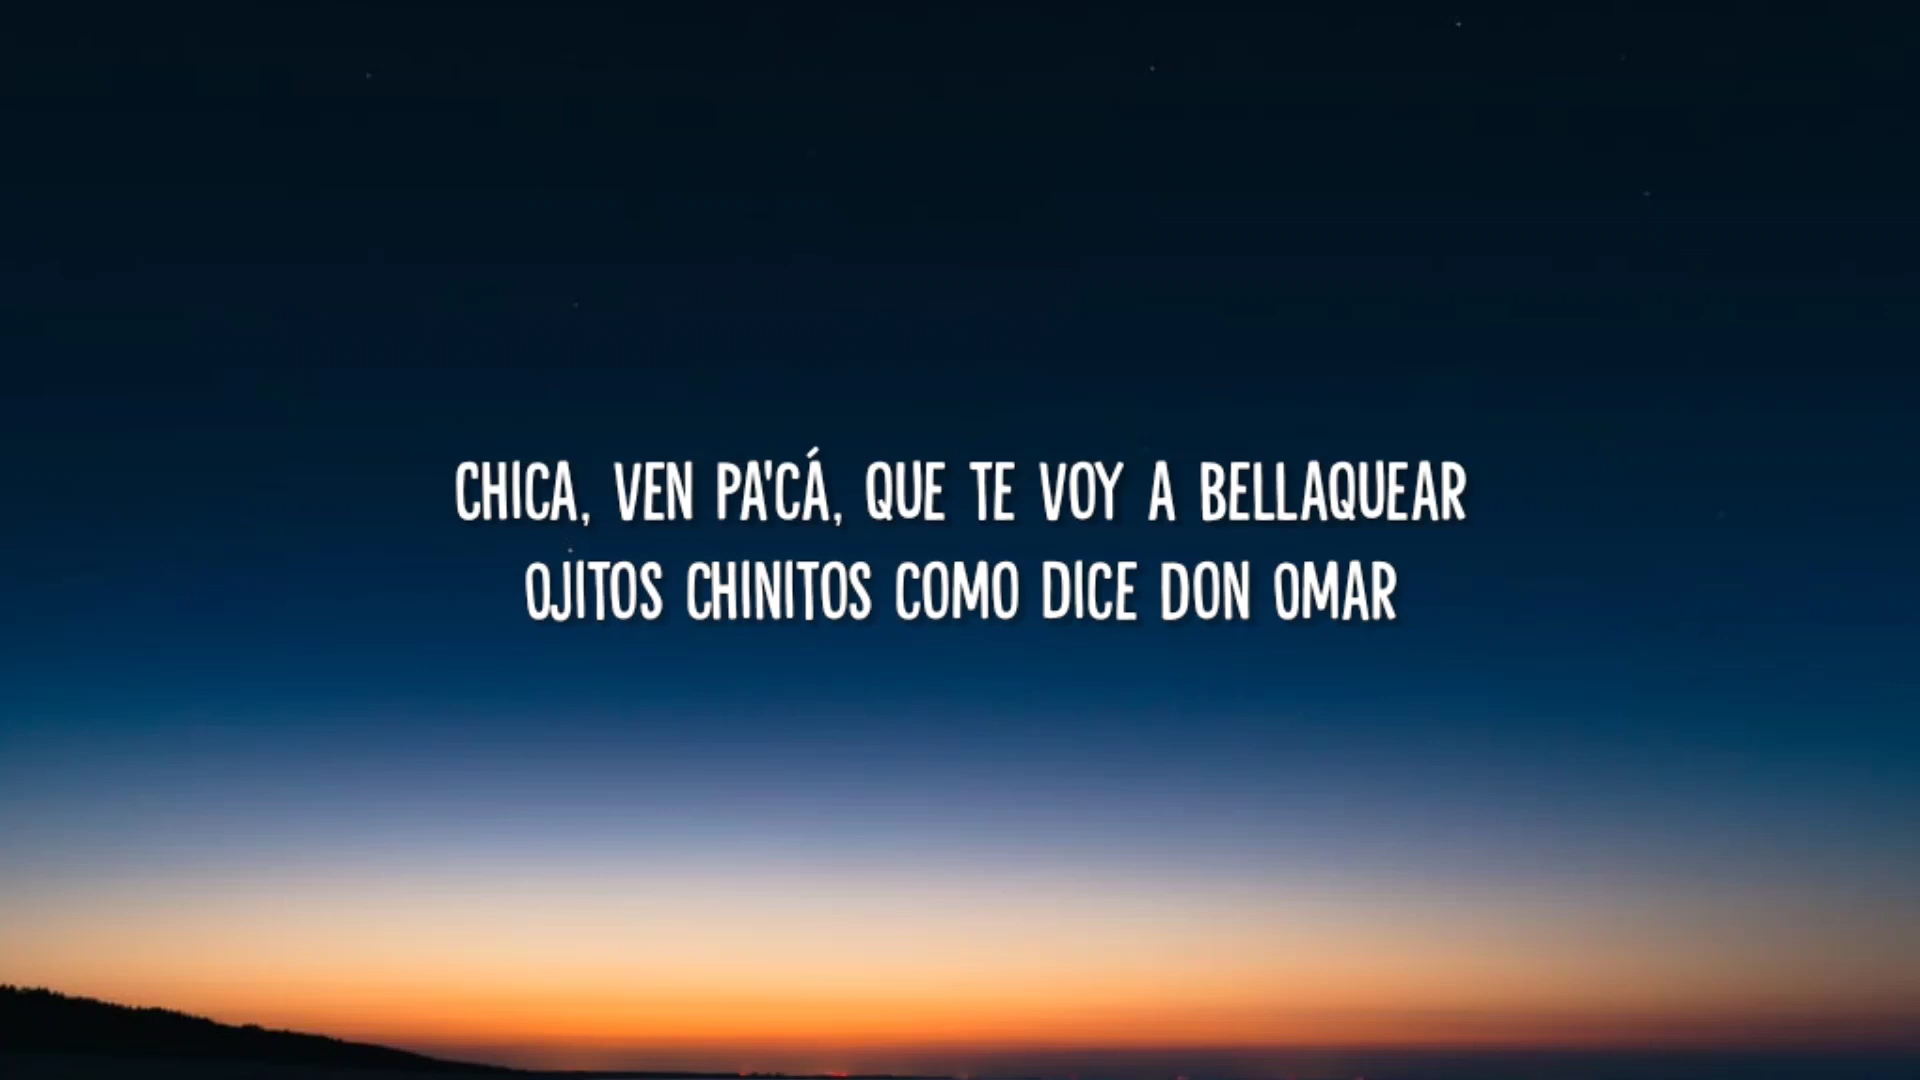 CHICA, VEN PA'CÁ, QUE TE VOY A BELLAQUEAR
OJITOS CHINITOS COMO DICE DON OMAR